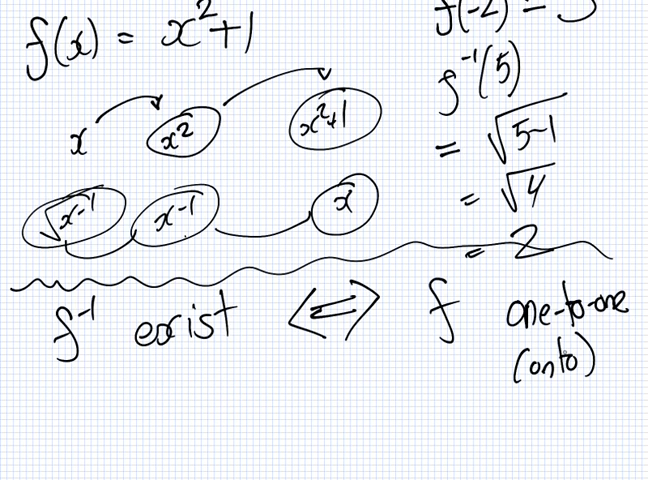 f(x) = x²+1
x x² x²+1
√x-1 x-1 x
f(-2) = 5
f⁻¹(5)
= √5-1
= √4
= 2
f⁻¹ exist ⟺ f one-to-one
(onto)